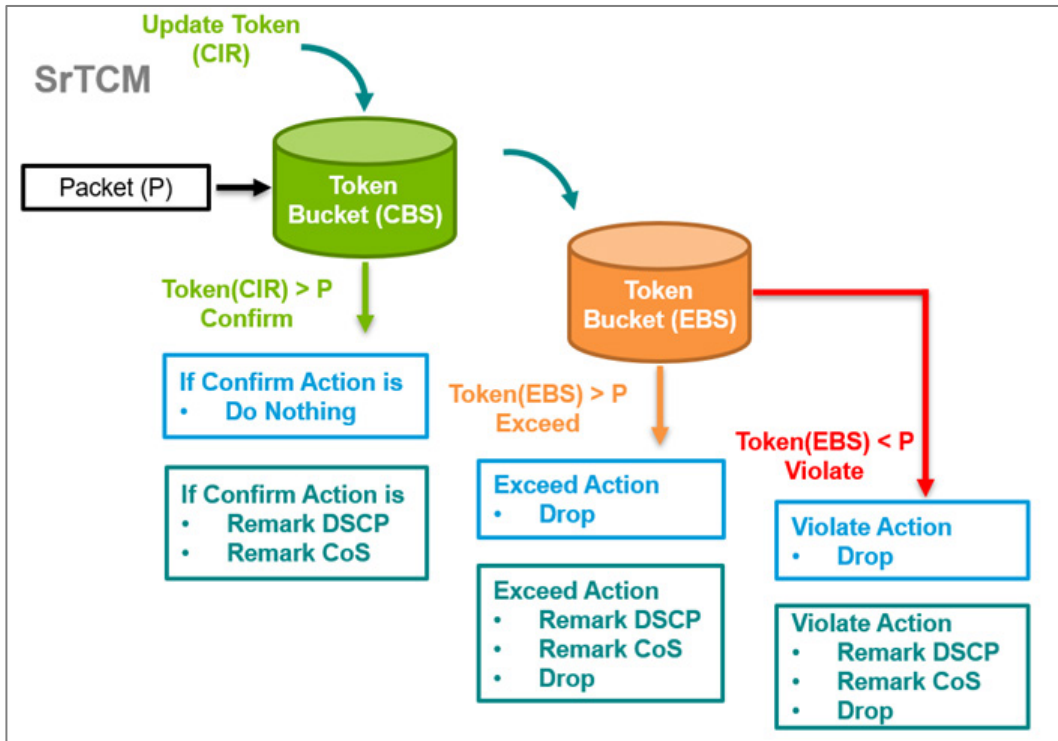 Update Token
(CIR)
SrTCM
Packet (P)
Token
Bucket (CBS)
Token(CIR) > P
Confirm
If Confirm Action is
• Do Nothing
If Confirm Action is
• Remark DSCP
• Remark CoS
Token
Bucket (EBS)
Token(EBS) > P
Exceed
Exceed Action
• Drop
Exceed Action
• Remark DSCP
• Remark CoS
• Drop
Token(EBS) < P
Violate
Violate Action
• Drop
Violate Action
• Remark DSCP
• Remark CoS
• Drop